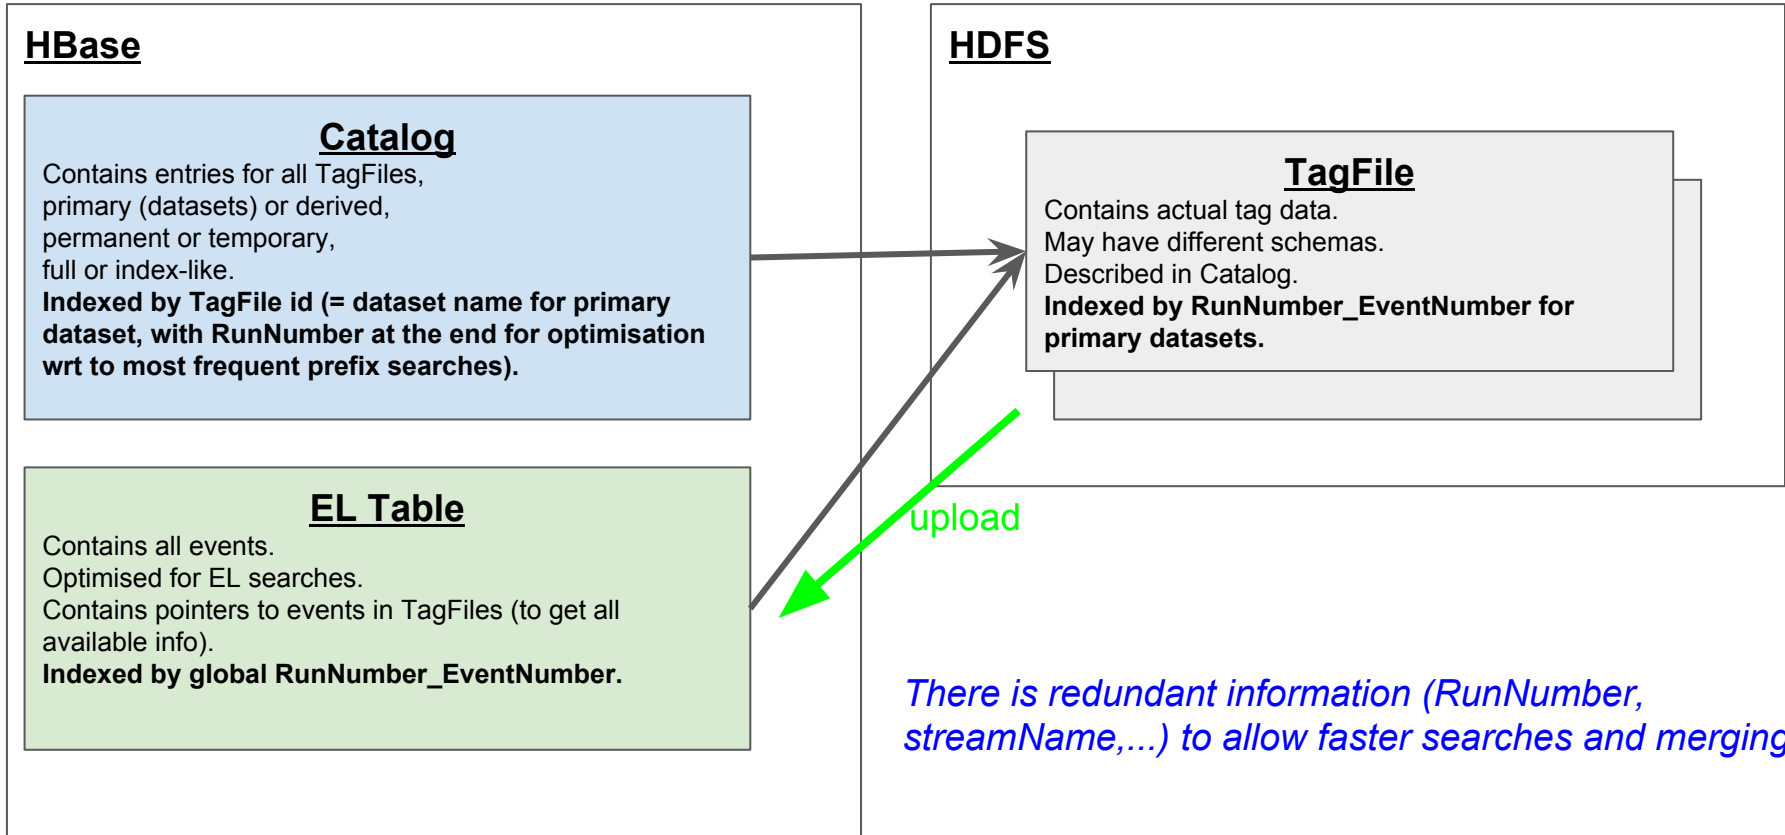 HBase
Catalog
Contains entries for all TagFiles,
primary (datasets) or derived,
permanent or temporary,
full or index-like.
Indexed by TagFile id (= dataset name for primary
dataset, with RunNumber at the end for optimisation
wrt to most frequent prefix searches).
EL Table
Contains all events.
Optimised for EL searches.
Contains pointers to events in TagFiles (to get all
available info).
Indexed by global RunNumber_EventNumber.
HDFS
TagFile
Contains actual tag data.
May have different schemas.
Described in Catalog.
Indexed by RunNumber_EventNumber for
primary datasets.
upload
There is redundant information (RunNumber,
streamName,...) to allow faster searches and merging